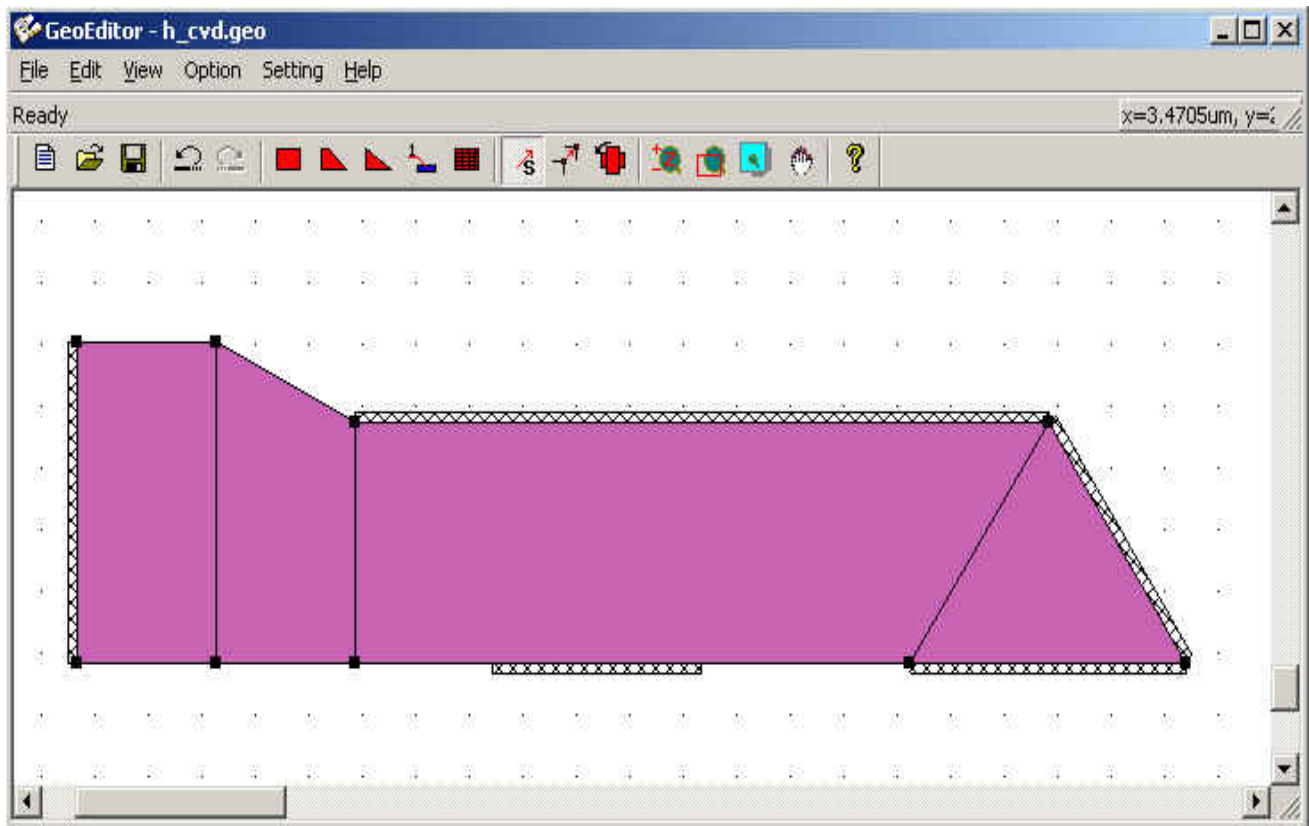 GeoEditor - h_cvd.geo
File Edit View Option Setting Help
Ready
x=3.4705um, y=
S
Z
?